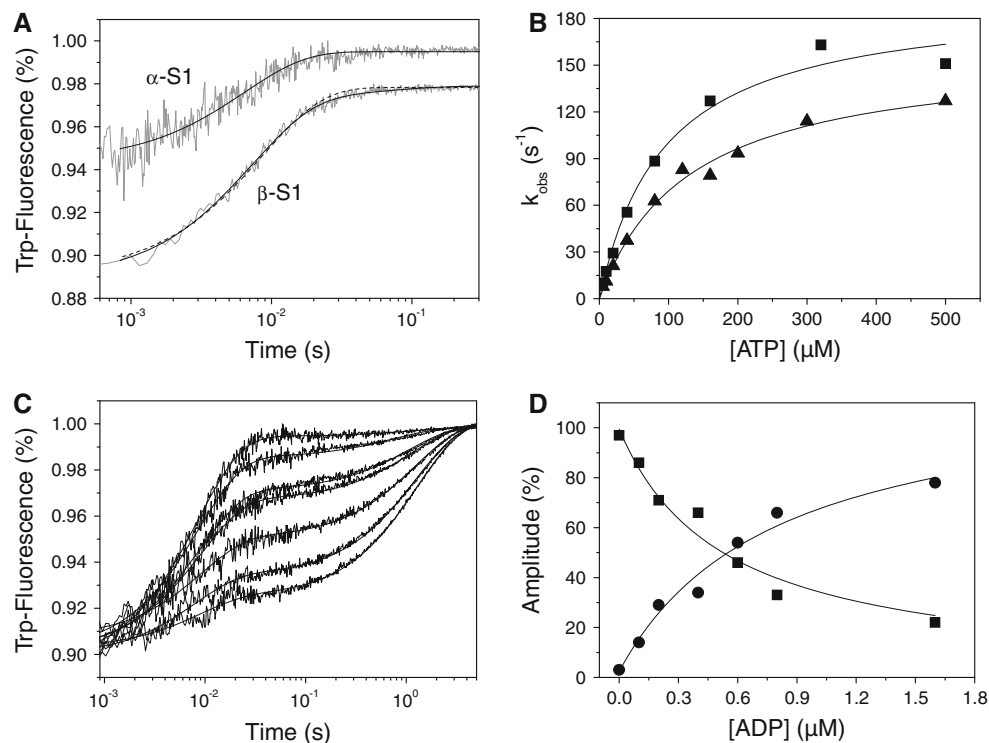 A
Trp-Fluorescence (%)
1.00
0.98
0.96
0.94
0.92
0.90
0.88
α-S1
β-S1
10⁻³ 10⁻² 10⁻¹
Time (s)
B
k_obs (s⁻¹)
180
150
120
90
60
30
0
0 100 200 300 400 500
[ATP] (µM)
C
Trp-Fluorescence (%)
1.00
0.98
0.96
0.94
0.92
0.90
10⁻³ 10⁻² 10⁻¹ 10⁰
Time (s)
D
Amplitude (%)
100
80
60
40
20
0
0.0 0.3 0.6 0.9 1.2 1.5 1.8
[ADP] (µM)